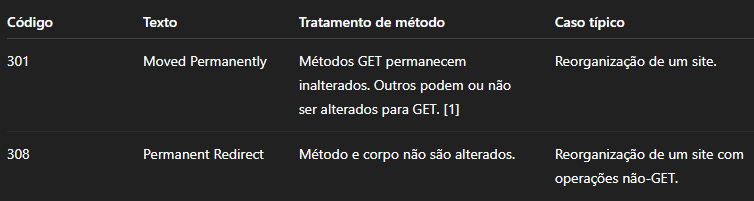 Código Texto Tratamento de método Caso típico
301 Moved Permanently Métodos GET permanecem Reorganização de um site.
inalterados. Outros podem ou não
ser alterados para GET. [1]
308 Permanent Redirect Método e corpo não são alterados. Reorganização de um site com
operações não-GET.